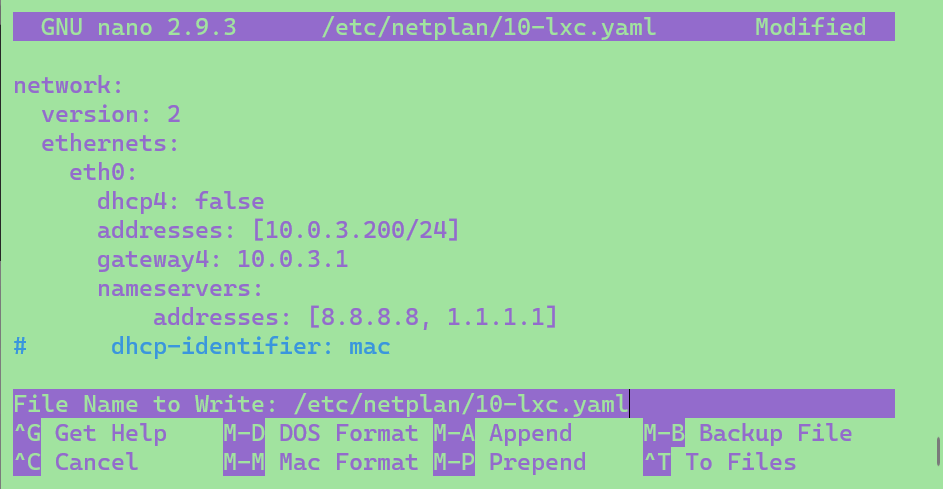 GNU nano 2.9.3 /etc/netplan/10-lxc.yaml Modified
network:
  version: 2
  ethernets:
    eth0:
      dhcp4: false
      addresses: [10.0.3.200/24]
      gateway4: 10.0.3.1
      nameservers:
          addresses: [8.8.8.8, 1.1.1.1]
#      dhcp-identifier: mac
File Name to Write: /etc/netplan/10-lxc.yaml
^G Get Help M-D DOS Format M-A Append M-B Backup File
^C Cancel M-M Mac Format M-P Prepend ^T To Files